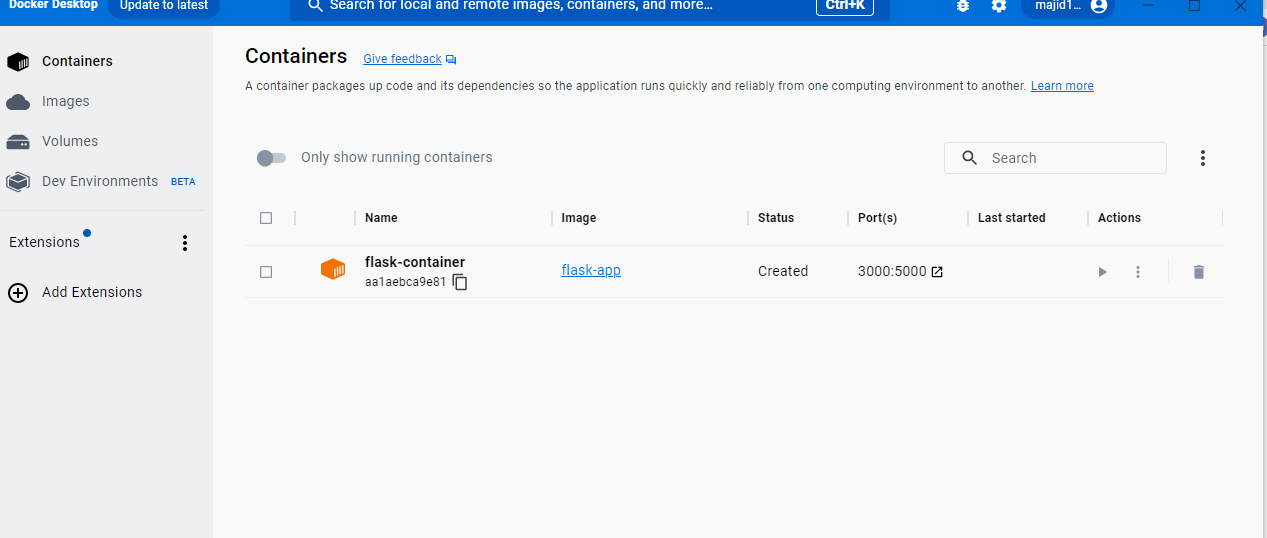 Docker Desktop Update to latest Search for local and remote images, containers, and more... Ctrl+K majid1...
Containers
Images
Volumes
Dev Environments BETA
Extensions
Add Extensions
Containers Give feedback
A container packages up code and its dependencies so the application runs quickly and reliably from one computing environment to another. Learn more
Only show running containers Search
Name Image Status Port(s) Last started Actions
flask-container flask-app Created 3000:5000
aa1aebca9e81